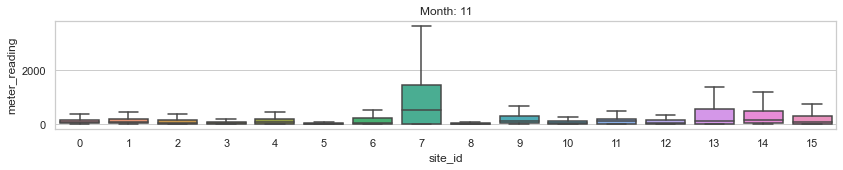 Month: 11
meter_reading
2000
0
0 1 2 3 4 5 6 7 8 9 10 11 12 13 14 15
site_id